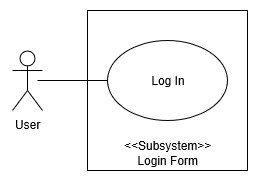 Log In
User
<<Subsystem>>
Login Form